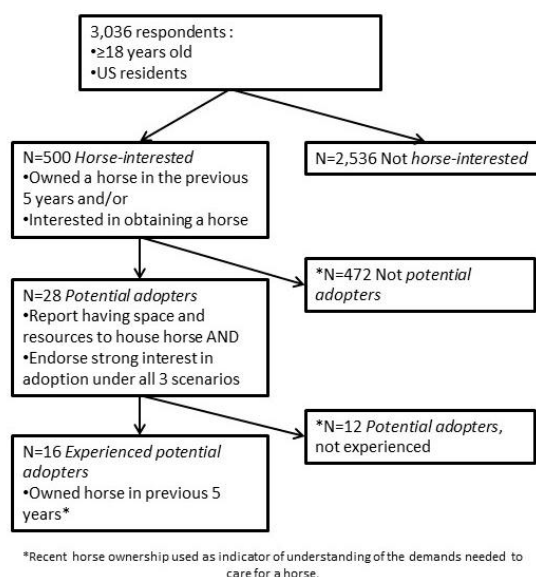 3,036 respondents :
•≥18 years old
•US residents
N=500 Horse-interested
•Owned a horse in the previous
5 years and/or
•Interested in obtaining a horse
N=2,536 Not horse-interested
*N=472 Not potential
adopters
N=28 Potential adopters
•Report having space and
resources to house horse AND
•Endorse strong interest in
adoption under all 3 scenarios
*N=12 Potential adopters,
not experienced
N=16 Experienced potential
adopters
•Owned horse in previous 5
years*
*Recent horse ownership used as indicator of understanding of the demands needed to
care for a horse.